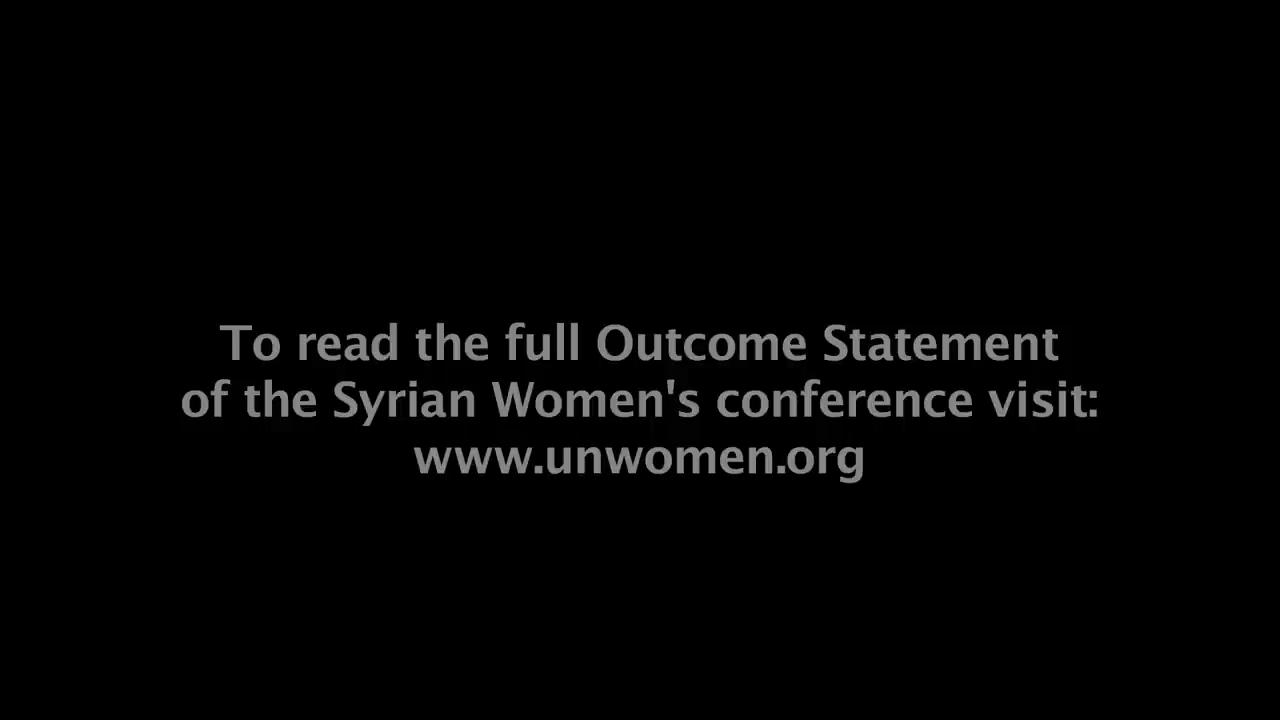 To read the full Outcome Statement
of the Syrian Women's conference visit:
www.unwomen.org